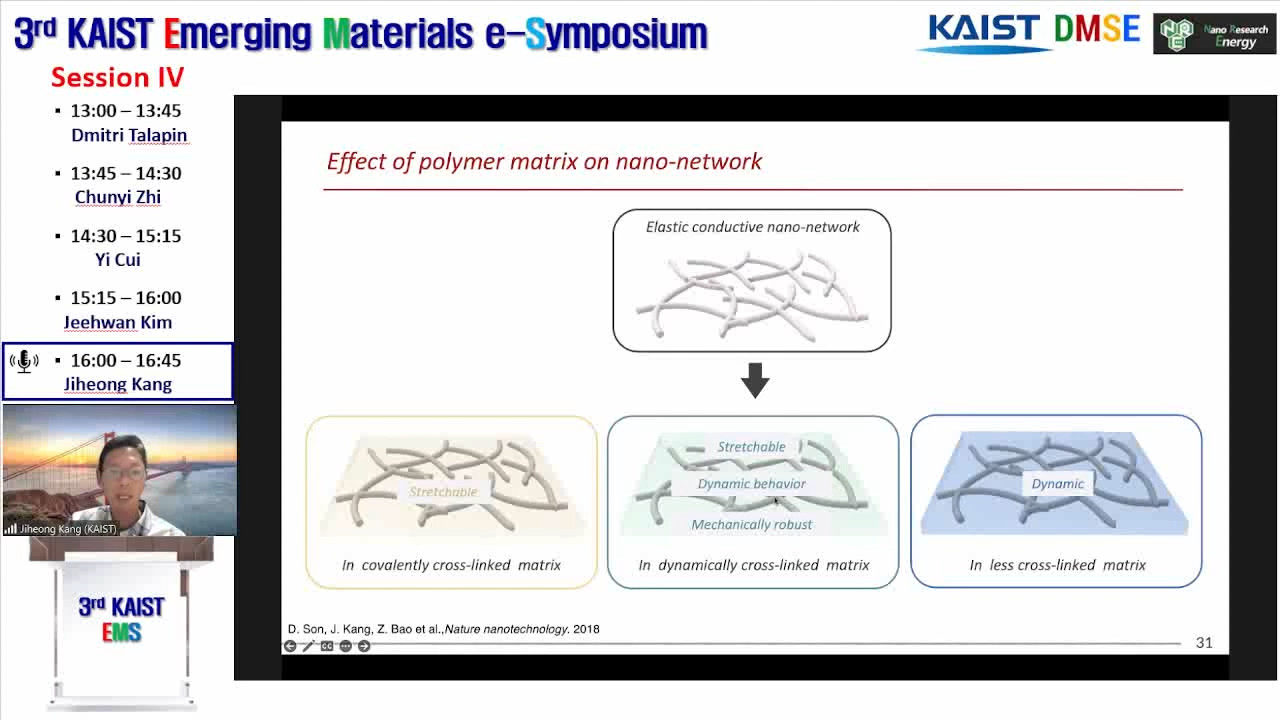 3rd KAIST Emerging Materials e-Symposium
KAIST DMSE
NRE
Nano Research
Energy
Session IV
▪ 13:00 – 13:45
Dmitri Talapin
▪ 13:45 – 14:30
Chunyi Zhi
▪ 14:30 – 15:15
Yi Cui
▪ 15:15 – 16:00
Jeehwan Kim
▪ 16:00 – 16:45
Jiheong Kang
Jiheong Kang (KAIST)
3rd KAIST
EMS
Effect of polymer matrix on nano-network
Elastic conductive nano-network
Stretchable
In covalently cross-linked matrix
Stretchable
Dynamic behavior
Mechanically robust
In dynamically cross-linked matrix
Dynamic
In less cross-linked matrix
D. Son, J. Kang, Z. Bao et al.,Nature nanotechnology. 2018
31